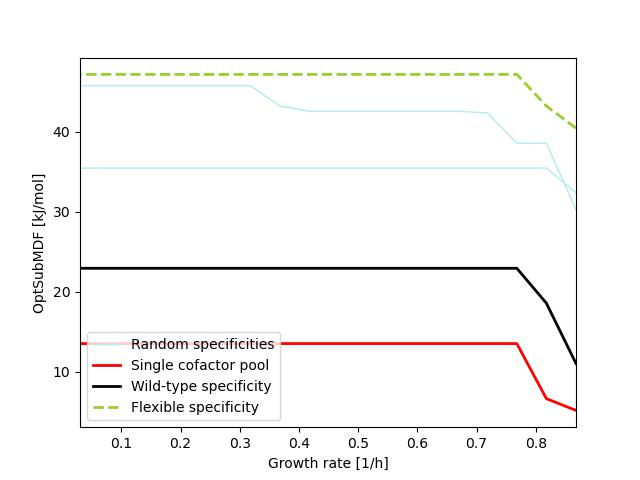 OptSubMDF [kJ/mol]
40
30
20
10
Random specificities
Single cofactor pool
Wild-type specificity
Flexible specificity
0.1 0.2 0.3 0.4 0.5 0.6 0.7 0.8
Growth rate [1/h]